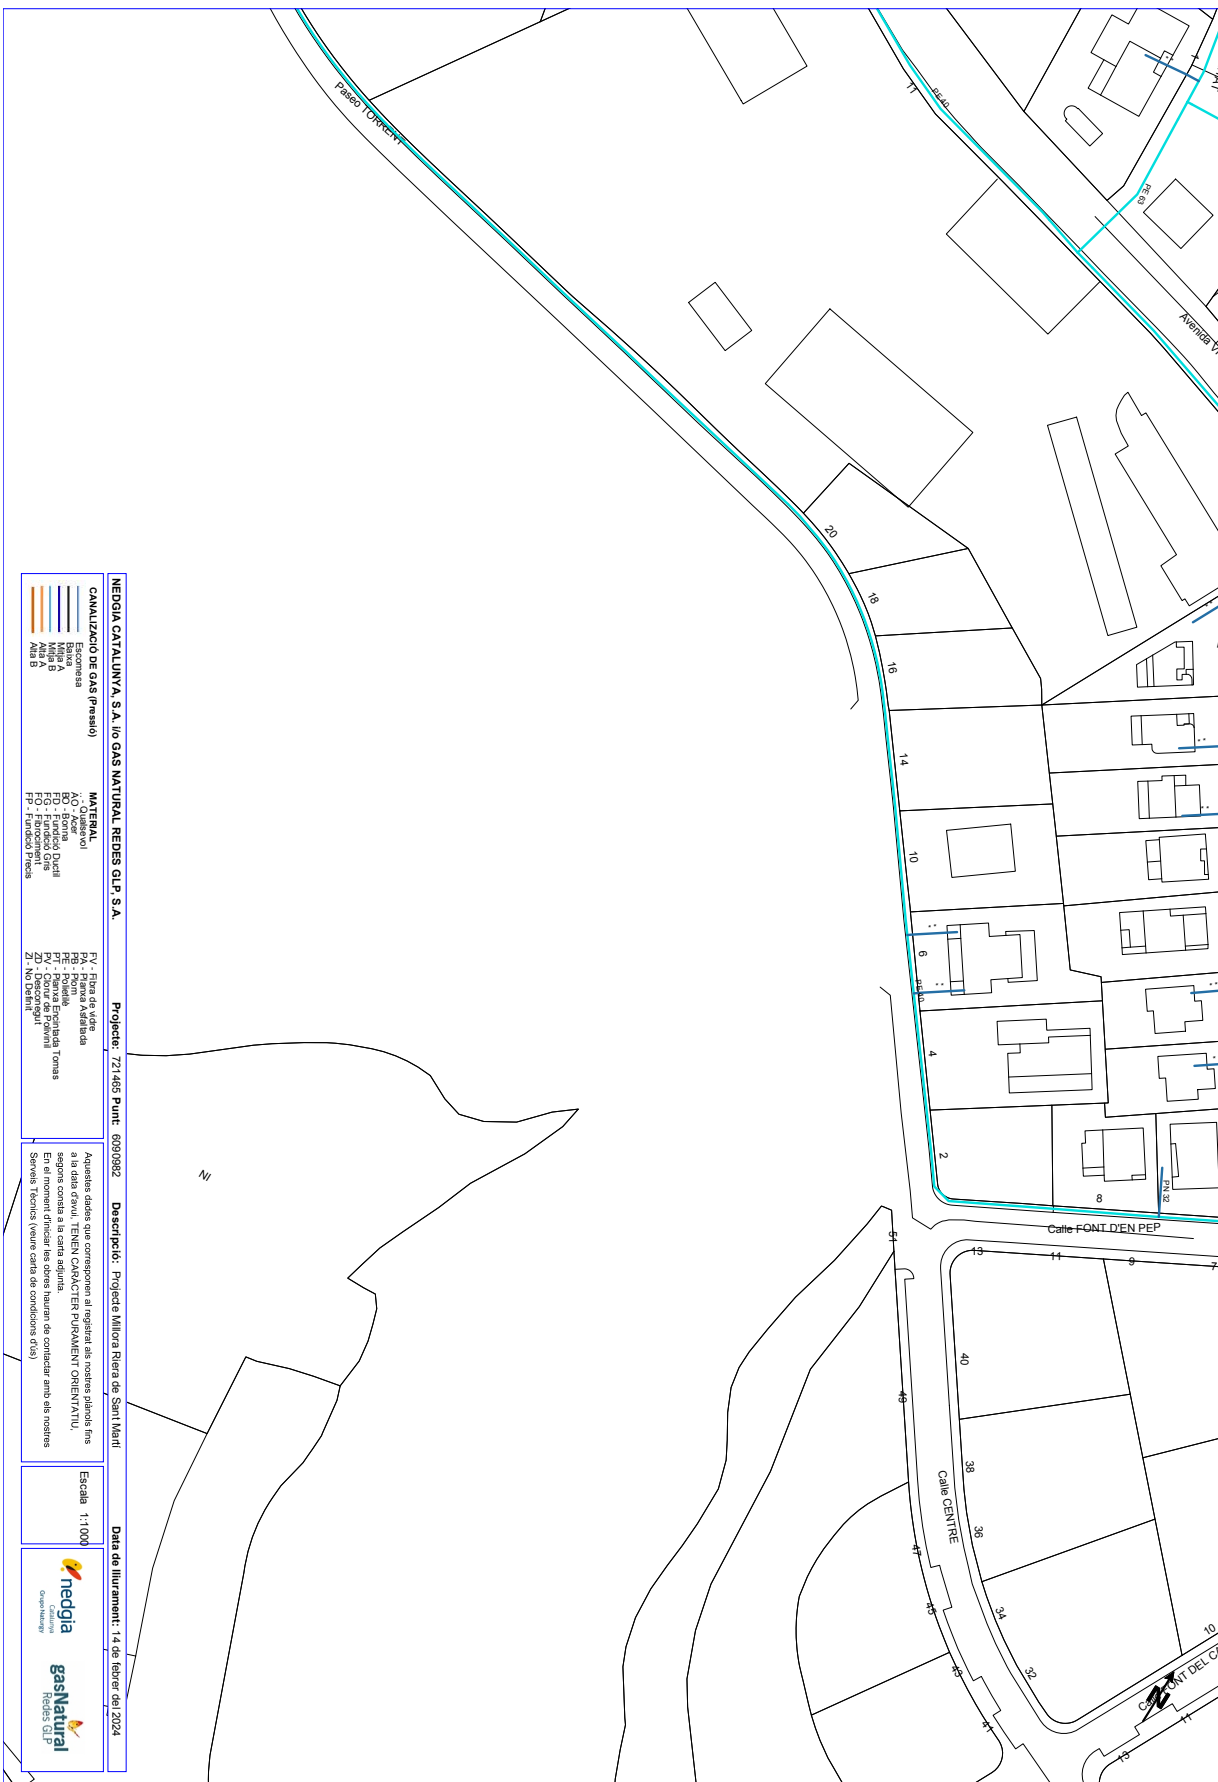 Paseo TORRENT
11
PE 40
PE 63
Avenida
1
20
18
16
14
10
6
4
2
8
PN 32
Calle FONT D'EN PEP
13
11
9
7
51
49
47
45
43
41
40
38
36
34
32
10
11
13
Calle CENTRE
NI
N
NEDGIA CATALUNYA, S.A. i/o GAS NATURAL REDES GLP, S.A.
Projecte: 721465 Punt: 6090982 Descripció: Projecte Millora Riera de Sant Martí
Data de lliurament: 14 de febrer del 2024
CANALIZACIÓ DE GAS (Pressió)
Escomesa
Baixa
Mitja A
Mitja B
Alta A
Alta B
MATERIAL
.. - Qualsevol
AO - Acer
BO - Bonna
FD - Fundició Dúctil
FG - Fundició Gris
FO - Fibrociment
FP - Fundició Precis
FV - Fibra de vidre
PA - Planxa Asfaltada
PB - Plom
PE - Polietilè
PT - Planxa Encintada Tomas
PV - Clorur de Polivinil
ZD - Desconegut
ZI - No Definit
Aquestes dades que corresponen al registrat als nostres plànols fins
a la data d'avui, TENEN CARÀCTER PURAMENT ORIENTATIU,
segons consta a la carta adjunta.
En el moment d'iniciar les obres hauran de contactar amb els nostres
Serveis Tècnics (veure carta de condicions d'ús)
Escala 1:1000
nedgia
Catalunya
Grupo Naturgy
gasNatural
Redes GLP